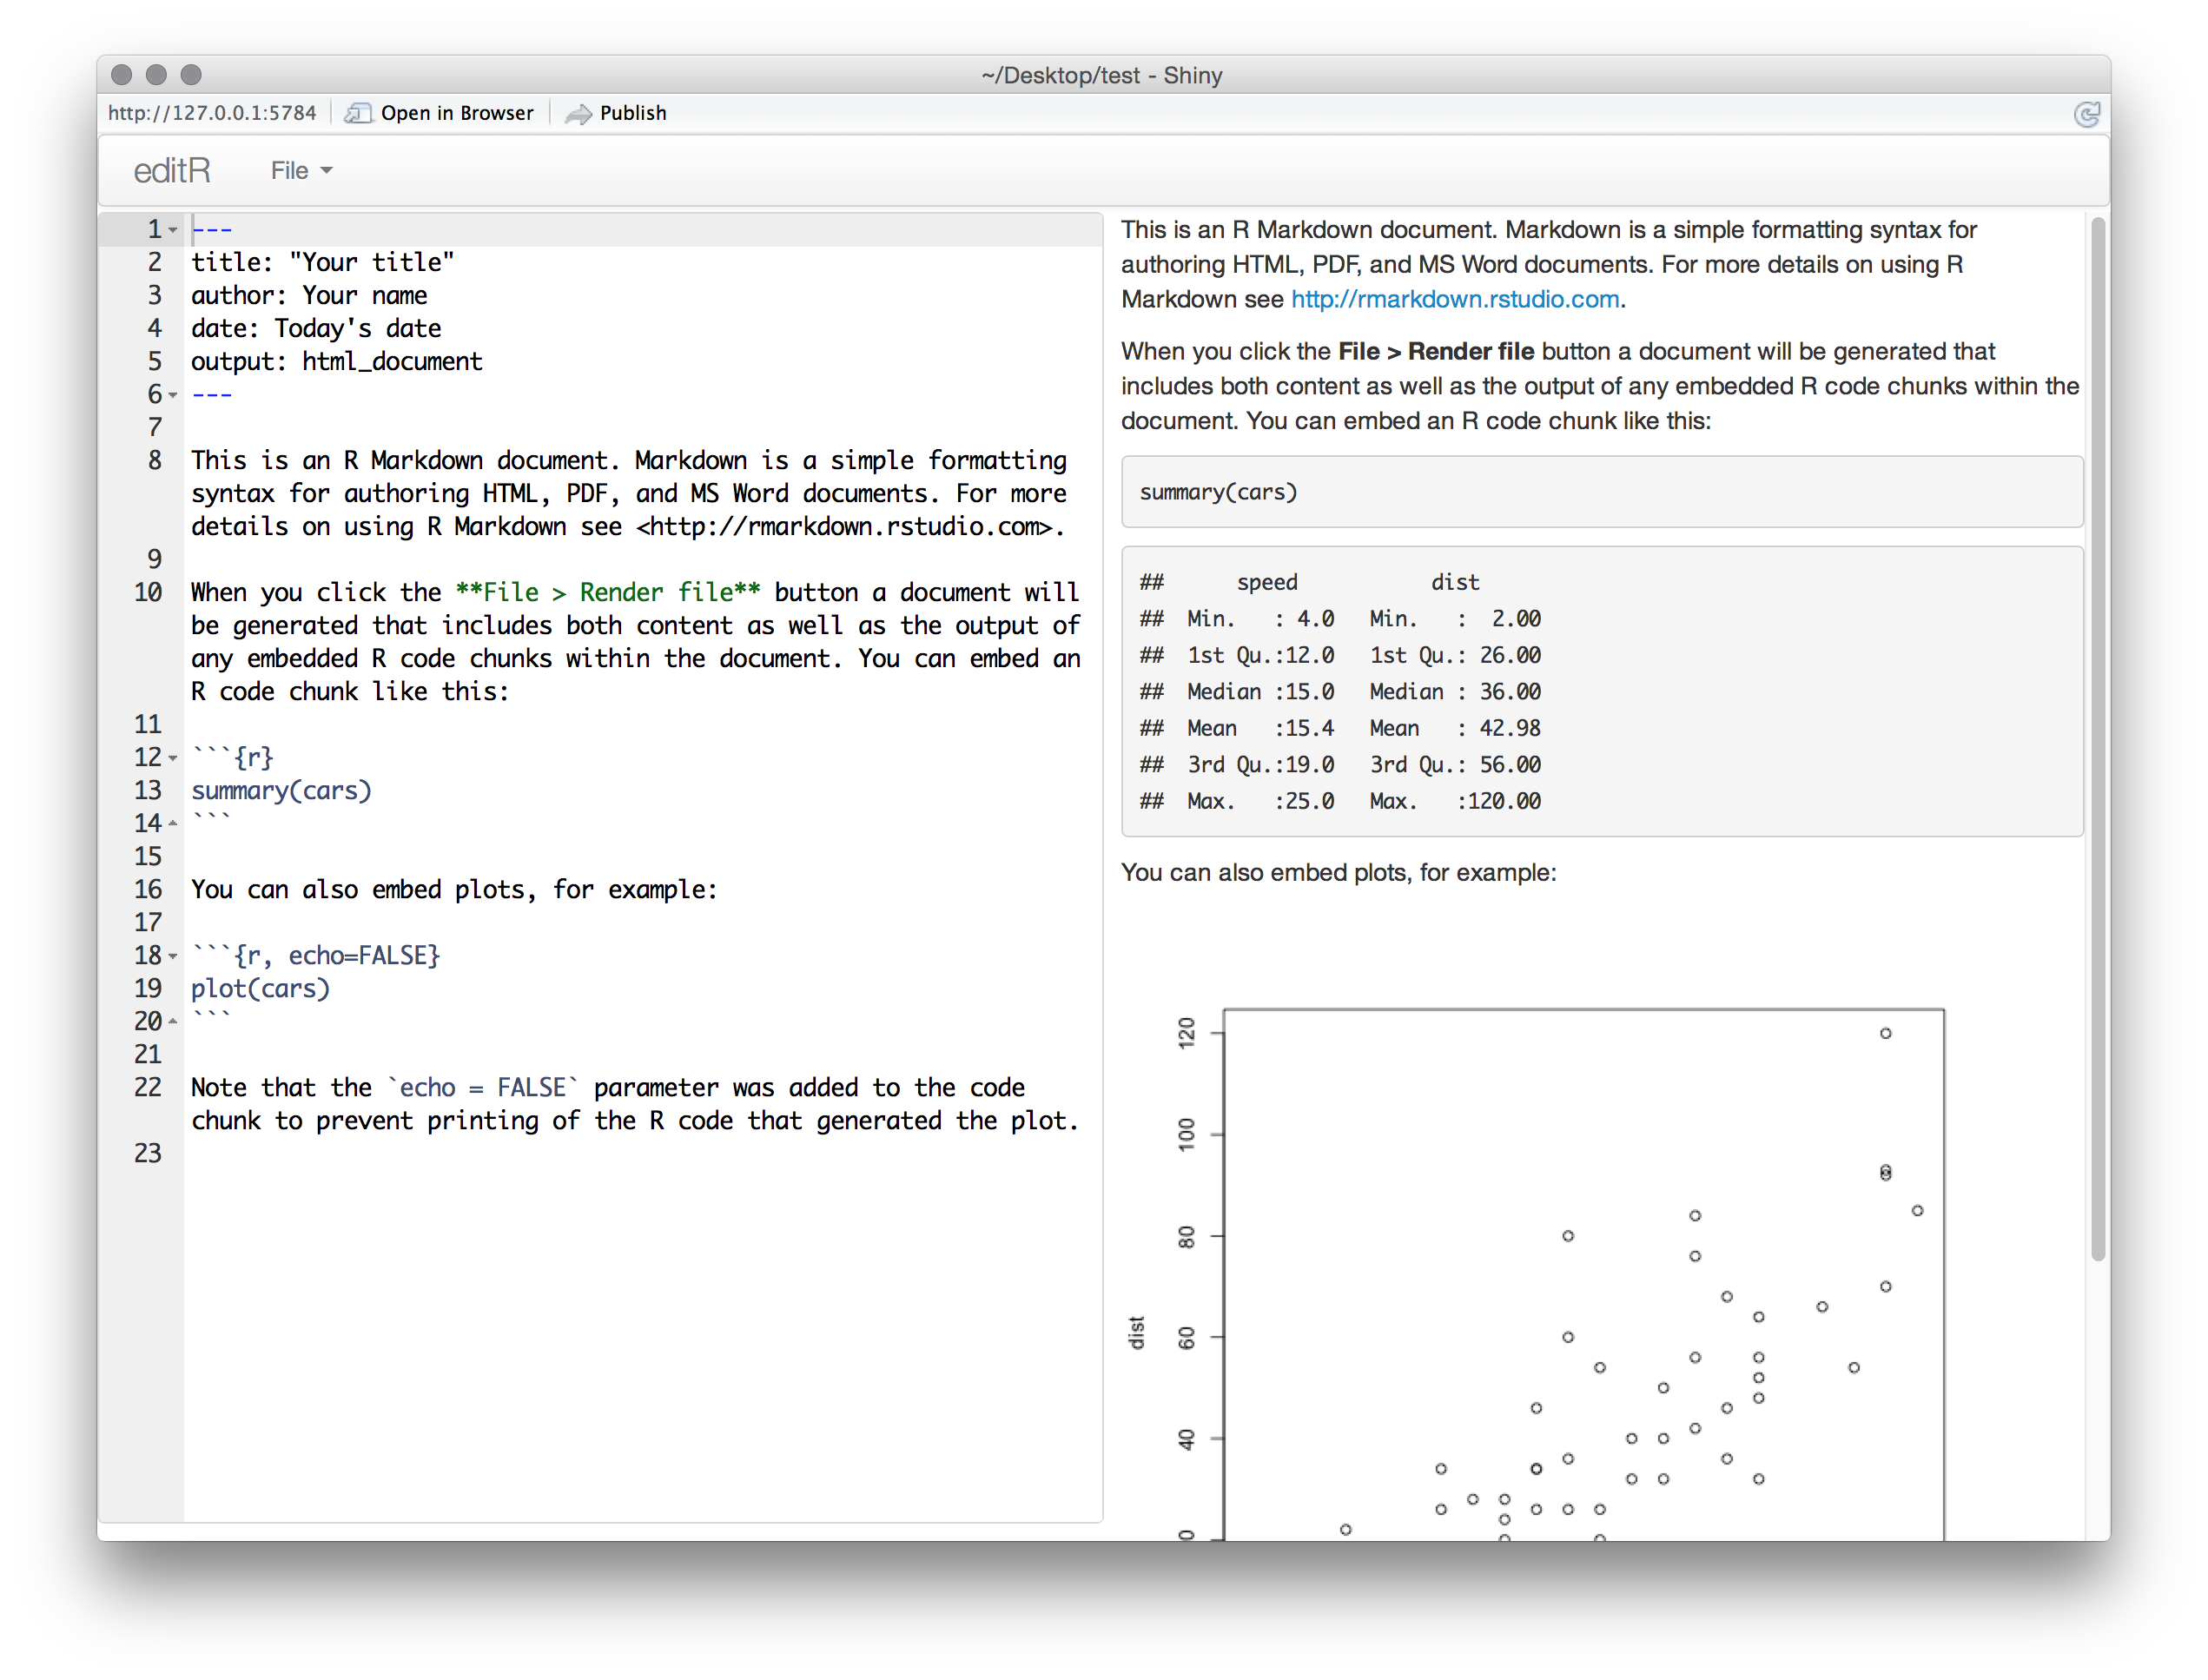 ~/Desktop/test - Shiny
http://127.0.0.1:5784 Open in Browser Publish
editR File
1 ---
2 title: "Your title"
3 author: Your name
4 date: Today's date
5 output: html_document
6 ---
7
8 This is an R Markdown document. Markdown is a simple formatting
syntax for authoring HTML, PDF, and MS Word documents. For more
details on using R Markdown see <http://rmarkdown.rstudio.com>.
9
10 When you click the **File > Render file** button a document will
be generated that includes both content as well as the output of
any embedded R code chunks within the document. You can embed an
R code chunk like this:
11
12 ```{r}
13 summary(cars)
14 ```
15
16 You can also embed plots, for example:
17
18 ```{r, echo=FALSE}
19 plot(cars)
20 ```
21
22 Note that the `echo = FALSE` parameter was added to the code
chunk to prevent printing of the R code that generated the plot.
23
This is an R Markdown document. Markdown is a simple formatting syntax for
authoring HTML, PDF, and MS Word documents. For more details on using R
Markdown see http://rmarkdown.rstudio.com.
When you click the File > Render file button a document will be generated that
includes both content as well as the output of any embedded R code chunks within the
document. You can embed an R code chunk like this:
summary(cars)
##      speed           dist
##  Min.   : 4.0   Min.   :  2.00
##  1st Qu.:12.0   1st Qu.: 26.00
##  Median :15.0   Median : 36.00
##  Mean   :15.4   Mean   : 42.98
##  3rd Qu.:19.0   3rd Qu.: 56.00
##  Max.   :25.0   Max.   :120.00
You can also embed plots, for example:
120
100
80
60
40
dist